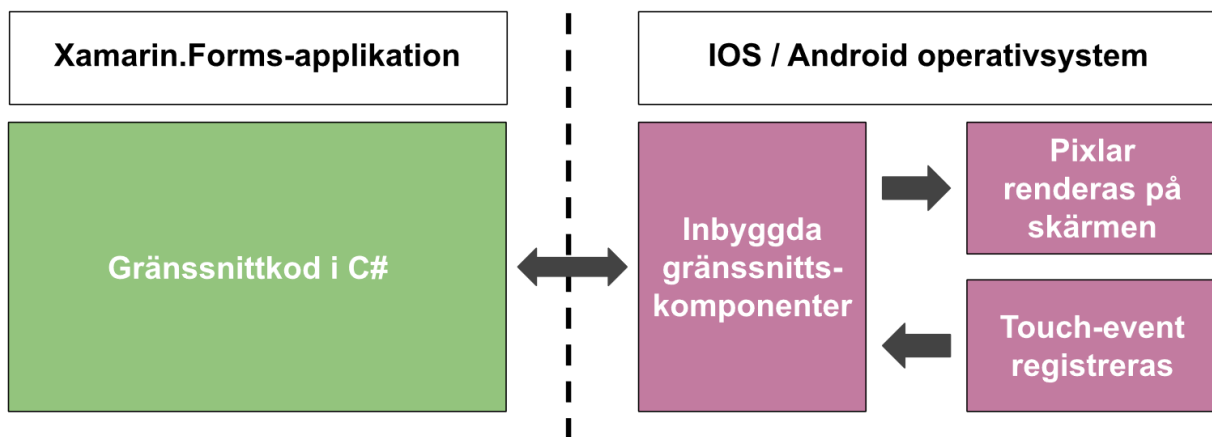 Xamarin.Forms-applikation
IOS / Android operativsystem
Gränssnittkod i C#
Inbyggda
gränssnitts-
komponenter
Pixlar
renderas på
skärmen
Touch-event
registreras